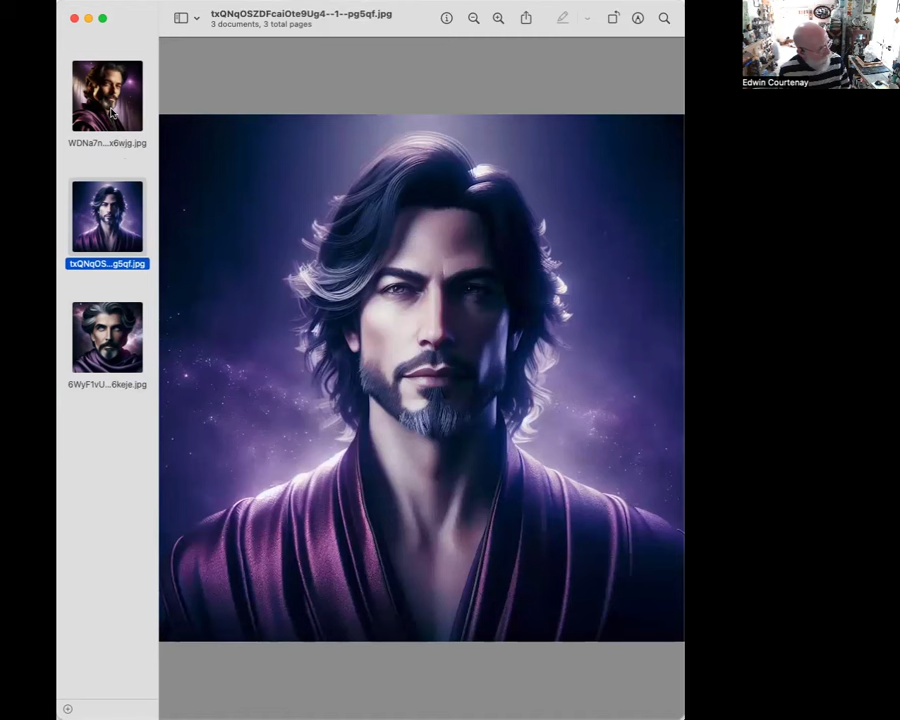 txQNqOSZDFcaiOte9Ug4--1--pg5qf.jpg
3 documents, 3 total pages
WDNa7n...x6wjg.jpg
txQNqOS...g5qf.jpg
6WyF1vU...6keje.jpg
Edwin Courtenay